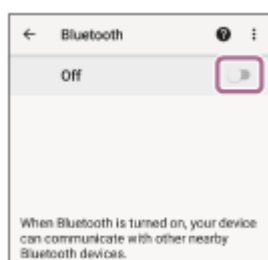 Bluetooth
Off
When Bluetooth is turned on, your device
can communicate with other nearby
Bluetooth devices.